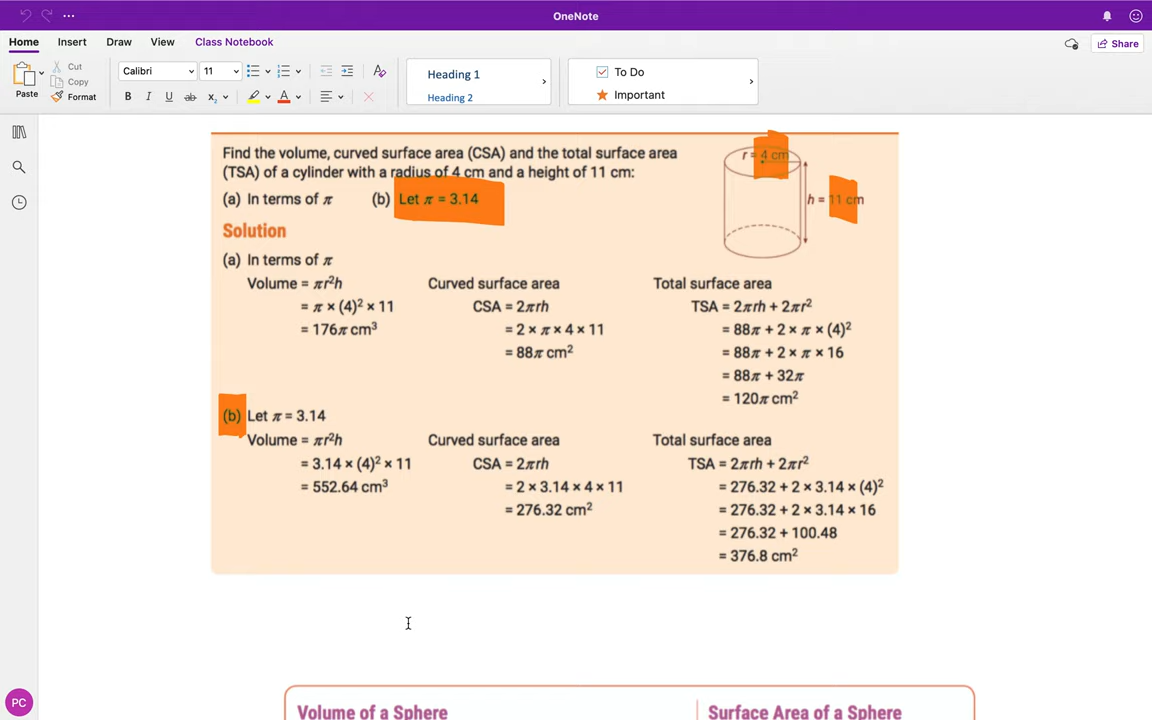 OneNote
Home Insert Draw View Class Notebook
Share
Paste
Cut
Copy
Format
Calibri 11
B I U ab x₂ A
Heading 1
Heading 2
To Do
Important
Find the volume, curved surface area (CSA) and the total surface area
(TSA) of a cylinder with a radius of 4 cm and a height of 11 cm:
(a) In terms of π (b) Let π = 3.14
r = 4 cm
h = 11 cm
Solution
(a) In terms of π
Volume = πr²h
= π × (4)² × 11
= 176π cm³
Curved surface area
CSA = 2πrh
= 2 × π × 4 × 11
= 88π cm²
Total surface area
TSA = 2πrh + 2πr²
= 88π + 2 × π × (4)²
= 88π + 2 × π × 16
= 88π + 32π
= 120π cm²
(b) Let π = 3.14
Volume = πr²h
= 3.14 × (4)² × 11
= 552.64 cm³
Curved surface area
CSA = 2πrh
= 2 × 3.14 × 4 × 11
= 276.32 cm²
Total surface area
TSA = 2πrh + 2πr²
= 276.32 + 2 × 3.14 × (4)²
= 276.32 + 2 × 3.14 × 16
= 276.32 + 100.48
= 376.8 cm²
Volume of a Sphere
Surface Area of a Sphere
PC